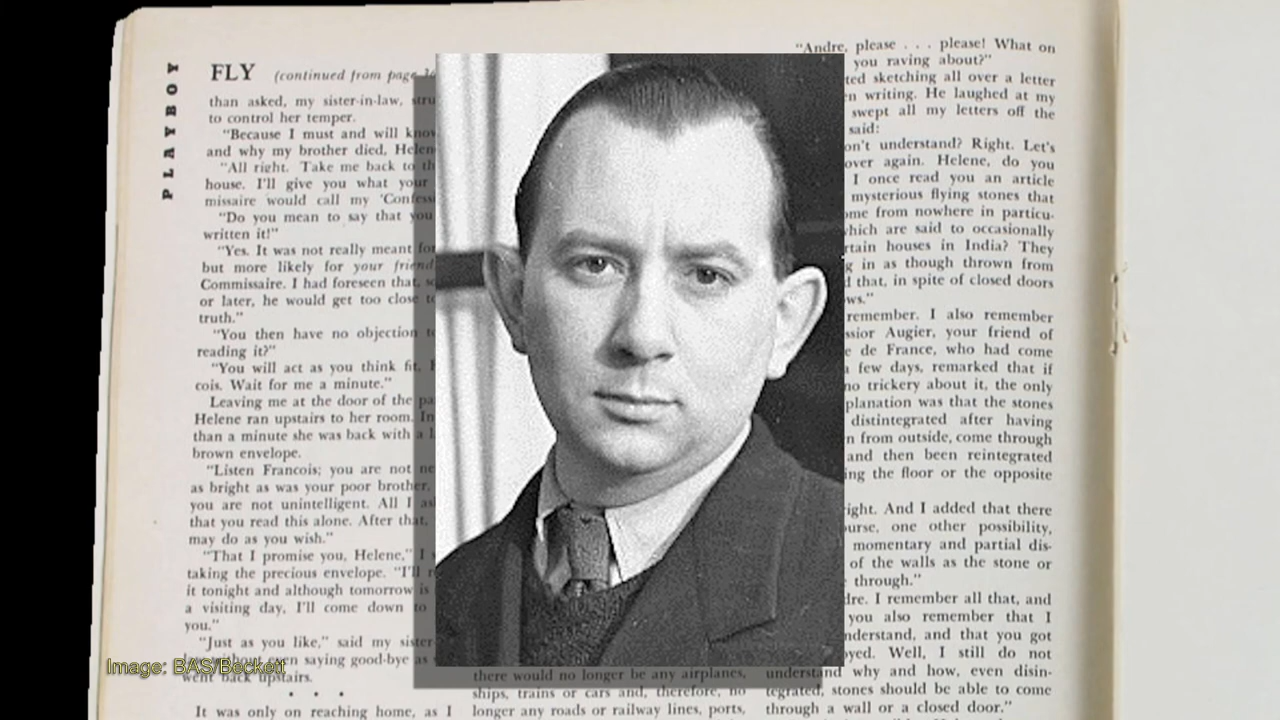 PLAYBOY
FLY (continued from page
than asked, my sister-in-law,
to control her temper.
"Because I must and will
and why my brother died,
"All right. Take me back to
house. I'll give you what your
missaire would call my
"Do you mean to say that you
written it!"
"Yes. It was not really meant for
but more likely for your
Commissaire. I had foreseen that,
or later, he would get too close
truth."
"You then have no objection
reading it?"
"You will act as you think fit,
cois. Wait for me a minute."
Leaving me at the door of the
Helene ran upstairs to her room.
than a minute she was back with a
brown envelope.
"Listen Francois; you are not
as bright as was your poor brother,
you are not unintelligent. All I
that you read this alone. After that,
may do as you wish."
"That I promise you, Helene," I
taking the precious envelope. "I'll
it tonight and although tomorrow is
a visiting day, I'll come down to
you."
"Just as you like," said my
saying good-bye as
went back upstairs.
. . .
It was only on reaching home, as I
there would no longer be any airplanes,
ships, trains or cars and, therefore, no
longer any roads or railway lines, ports,
"Andre, please . . . please! What on
you raving about?"
sketching all over a letter
writing. He laughed at my
swept all my letters off the
said:
understand? Right. Let's
over again. Helene, do you
I once read you an article
mysterious flying stones that
from nowhere in particu-
which are said to occasionally
houses in India? They
in as though thrown from
that, in spite of closed doors
remember. I also remember
Augier, your friend of
de France, who had come
a few days, remarked that if
no trickery about it, the only
was that the stones
disintegrated after having
from outside, come through
and then been reintegrated
the floor or the opposite
And I added that there
one other possibility,
momentary and partial dis-
of the walls as the stone or
through."
I remember all that, and
you also remember that I
understand, and that you got
Well, I still do not
understand why and how, even disin-
tegrated, stones should be able to come
through a wall or a closed door."
Image: BAS/Beckett